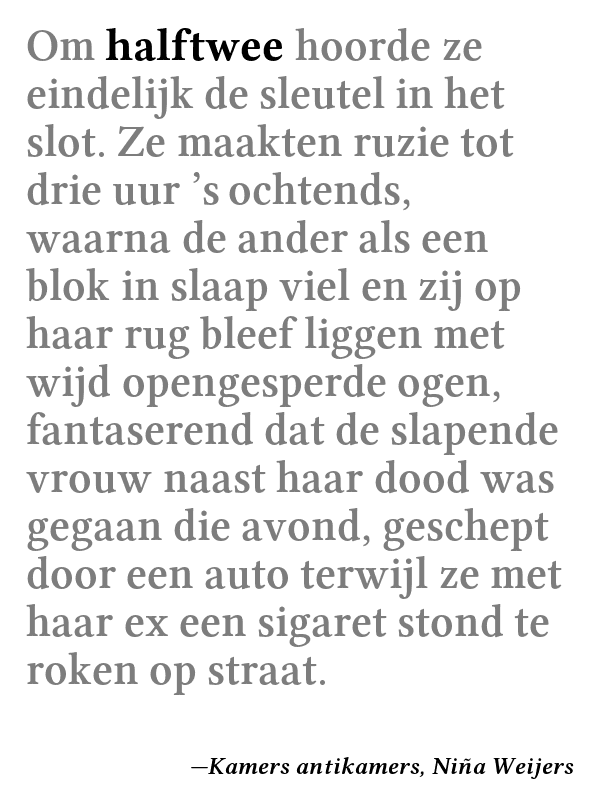 Om halftwee hoorde ze
eindelijk de sleutel in het
slot. Ze maakten ruzie tot
drie uur ’s ochtends,
waarna de ander als een
blok in slaap viel en zij op
haar rug bleef liggen met
wijd opengesperde ogen,
fantaserend dat de slapende
vrouw naast haar dood was
gegaan die avond, geschept
door een auto terwijl ze met
haar ex een sigaret stond te
roken op straat.
—Kamers antikamers, Niña Weijers